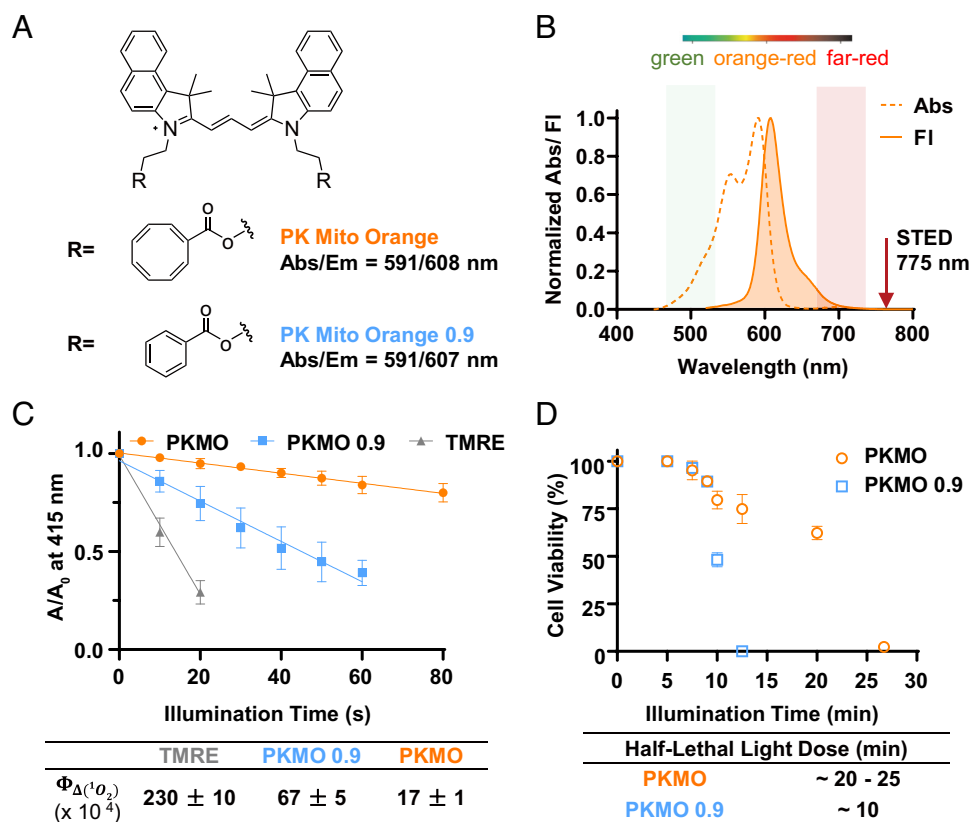 A
N
+
N
R
R
R=
O
O
PK Mito Orange
Abs/Em = 591/608 nm
R=
O
O
PK Mito Orange 0.9
Abs/Em = 591/607 nm
B
green orange-red far-red
Abs
Fl
Normalized Abs/ Fl
1.0
0.8
0.6
0.4
0.2
0.0
STED
775 nm
400 500 600 700 800
Wavelength (nm)
C
PKMO PKMO 0.9 TMRE
A/A0 at 415 nm
1.0
0.5
0.0
0 20 40 60 80
Illumination Time (s)
TMRE PKMO 0.9 PKMO
ΦΔ(¹O₂)
(x 10⁴) 230 ± 10 67 ± 5 17 ± 1
D
PKMO
PKMO 0.9
Cell Viability (%)
100
75
50
25
0
0 5 10 15 20 25 30
Illumination Time (min)
Half-Lethal Light Dose (min)
PKMO ~ 20 - 25
PKMO 0.9 ~ 10